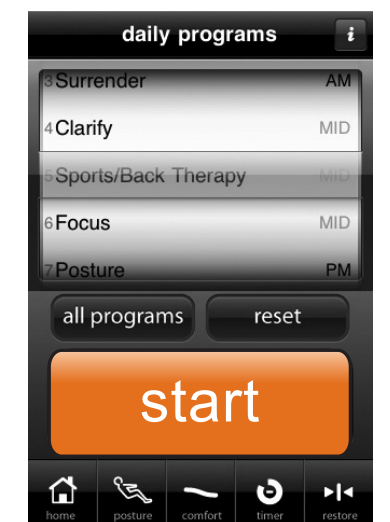 daily programs i
3 Surrender AM
4 Clarify MID
5 Sports/Back Therapy MID
6 Focus MID
7 Posture PM
all programs reset
start
home posture comfort timer restore